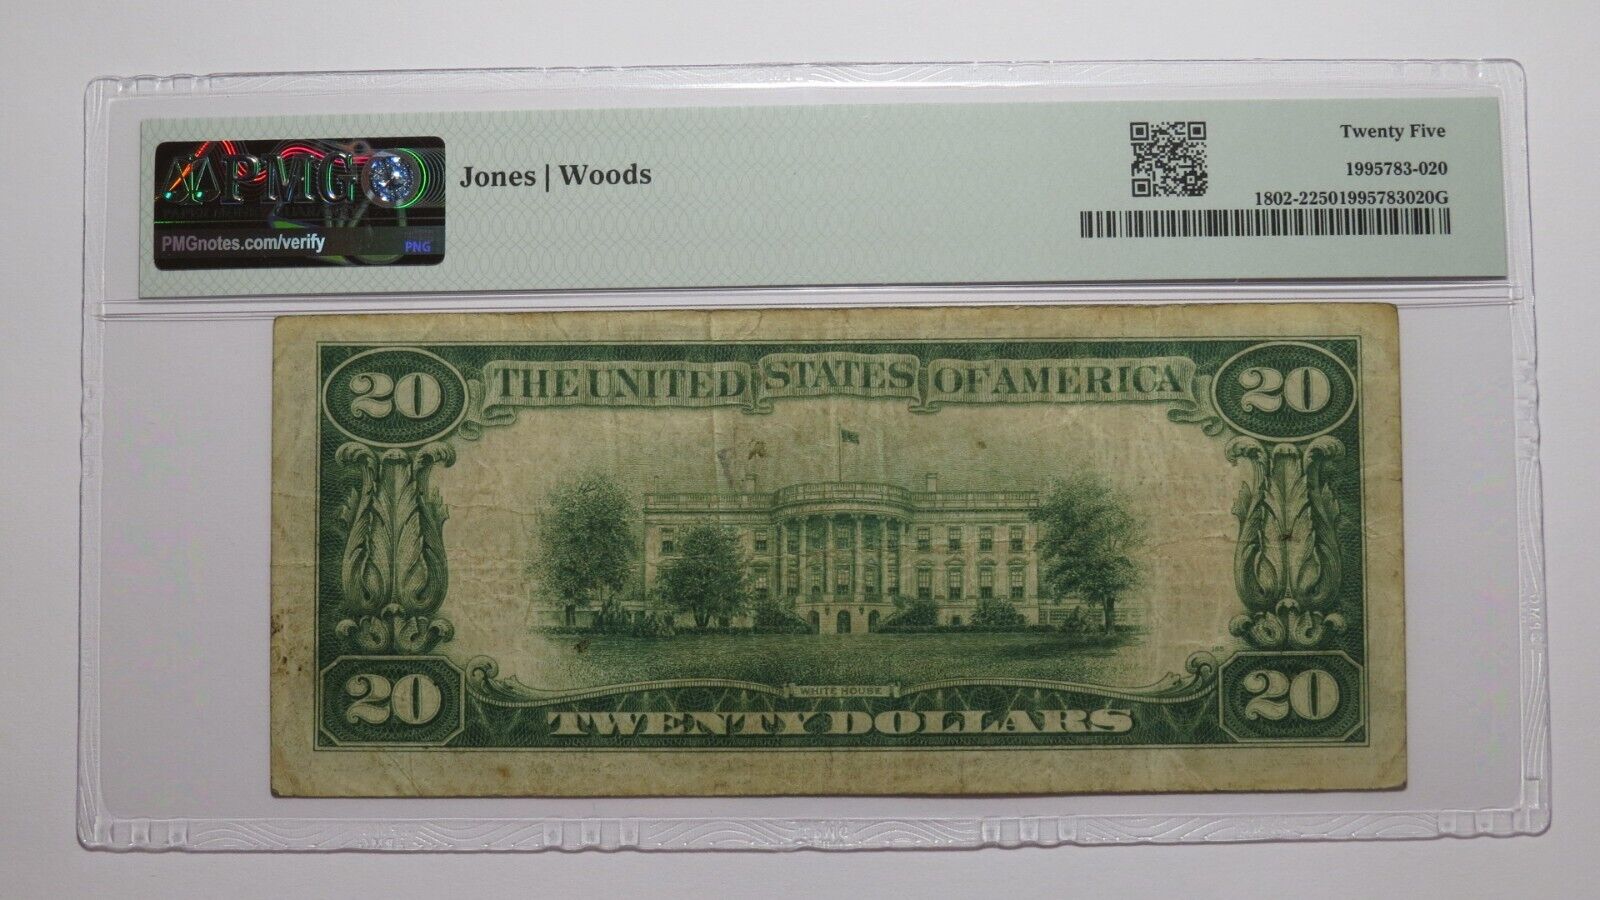 PMG
PMGnotes.com/verify
PNG
Jones | Woods
Twenty Five
1995783-020
1802-22501995783020G
20
THE UNITED STATES OF AMERICA
20
WHITE HOUSE
20
TWENTY DOLLARS
20